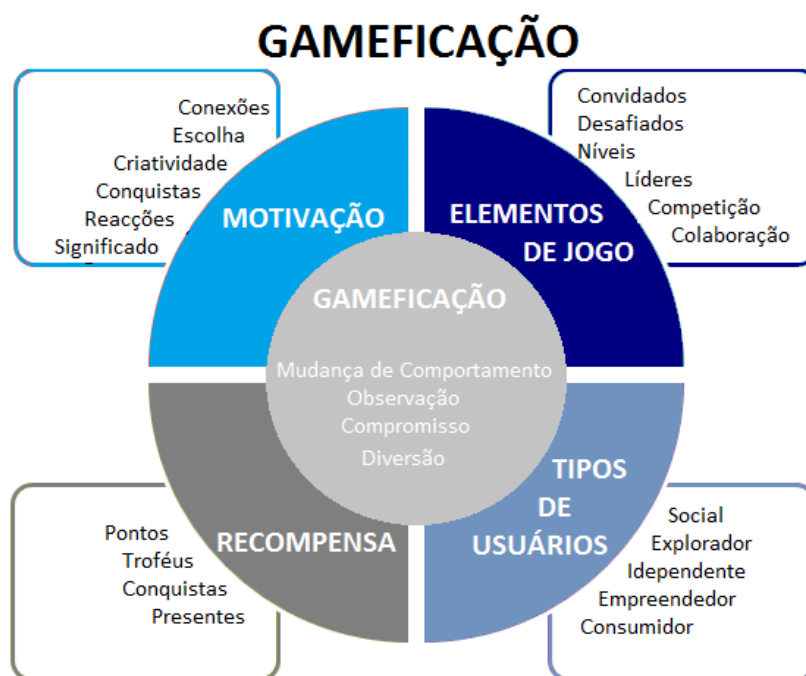 GAMEFICAÇÃO
Conexões
Escolha
Criatividade
Conquistas
Reacções
Significado
MOTIVAÇÃO
Convidados
Desafiados
Níveis
Líderes
Competição
Colaboração
ELEMENTOS
DE JOGO
GAMEFICAÇÃO
Mudança de Comportamento
Observação
Compromisso
Diversão
RECOMPENSA
Pontos
Troféus
Conquistas
Presentes
TIPOS
DE
USUÁRIOS
Social
Explorador
Idependente
Empreendedor
Consumidor